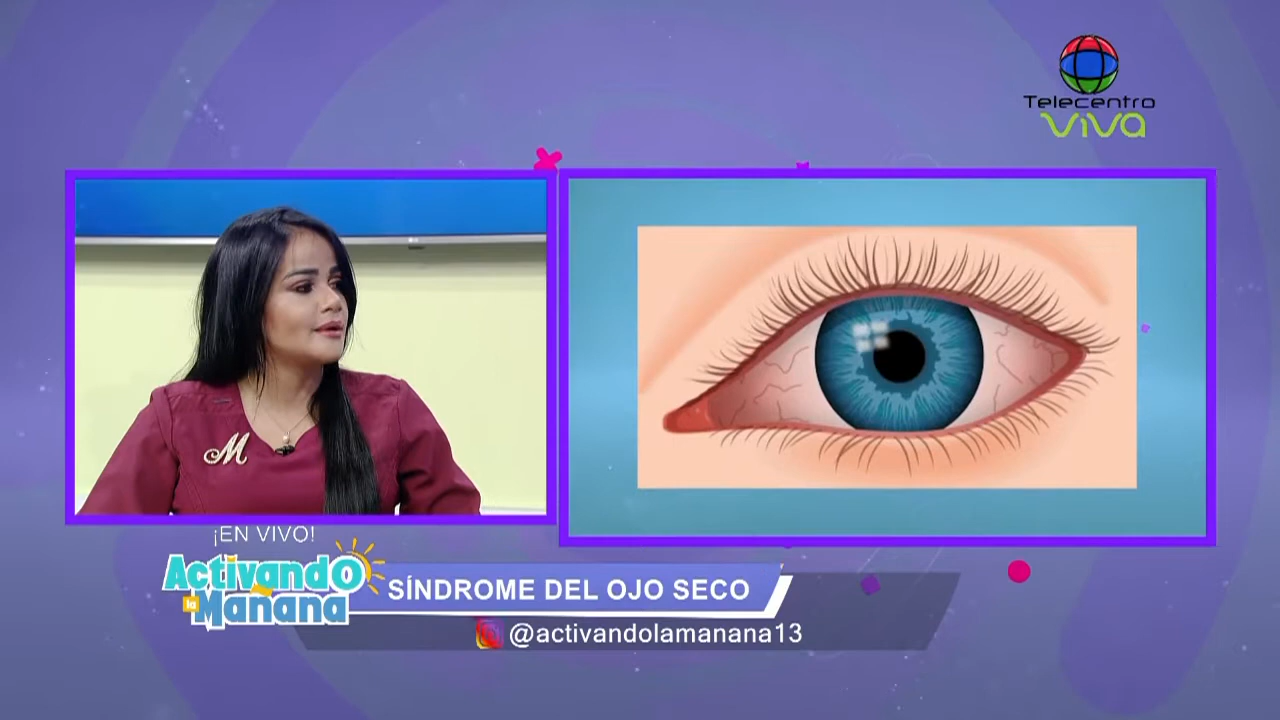 Telecentro
ViVa
M
¡EN VIVO!
Activando
la Mañana
SÍNDROME DEL OJO SECO
@activandolamanana13